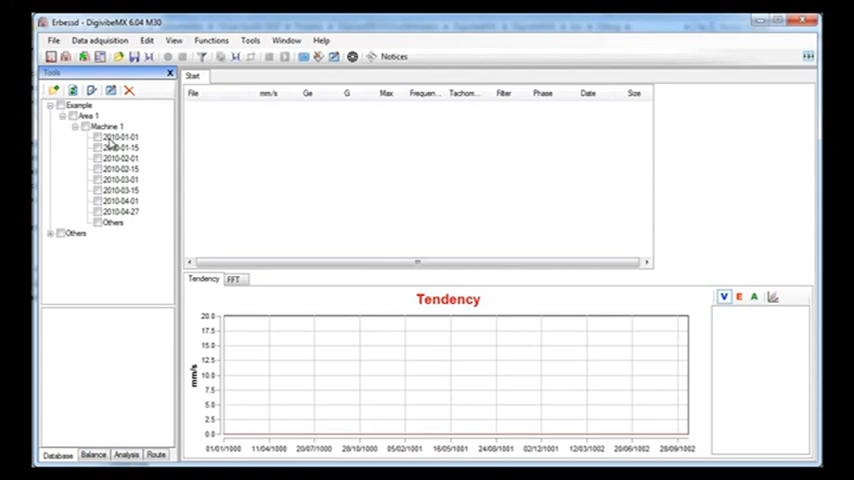 Erbessd - DigivibeMX 6.04 M30
File Data acquisition Edit View Functions Tools Window Help
Notices
Tools X
Start
File mm/s Ge G Max Frequen... Tachom... Filter Phase Date Size
Example
Area 1
Machine 1
2010-01-01
2010-01-15
2010-02-01
2010-02-15
2010-03-01
2010-03-15
2010-04-01
2010-04-27
Others
Others
Tendency FFT
Tendency
V E A
mm/s
20.0
17.5
15.0
12.5
10.0
7.5
5.0
2.5
0.0
01/01/1000 11/04/1000 20/07/1000 28/10/1000 05/02/1001 16/05/1001 24/08/1001 02/12/1001 12/03/1002 20/06/1002 28/09/1002
Database Balance Analysis Route